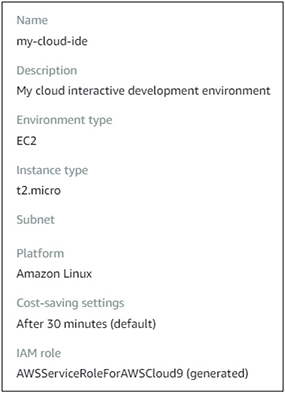 Name
my-cloud-ide
Description
My cloud interactive development environment
Environment type
EC2
Instance type
t2.micro
Subnet
Platform
Amazon Linux
Cost-saving settings
After 30 minutes (default)
IAM role
AWSServiceRoleForAWSCloud9 (generated)